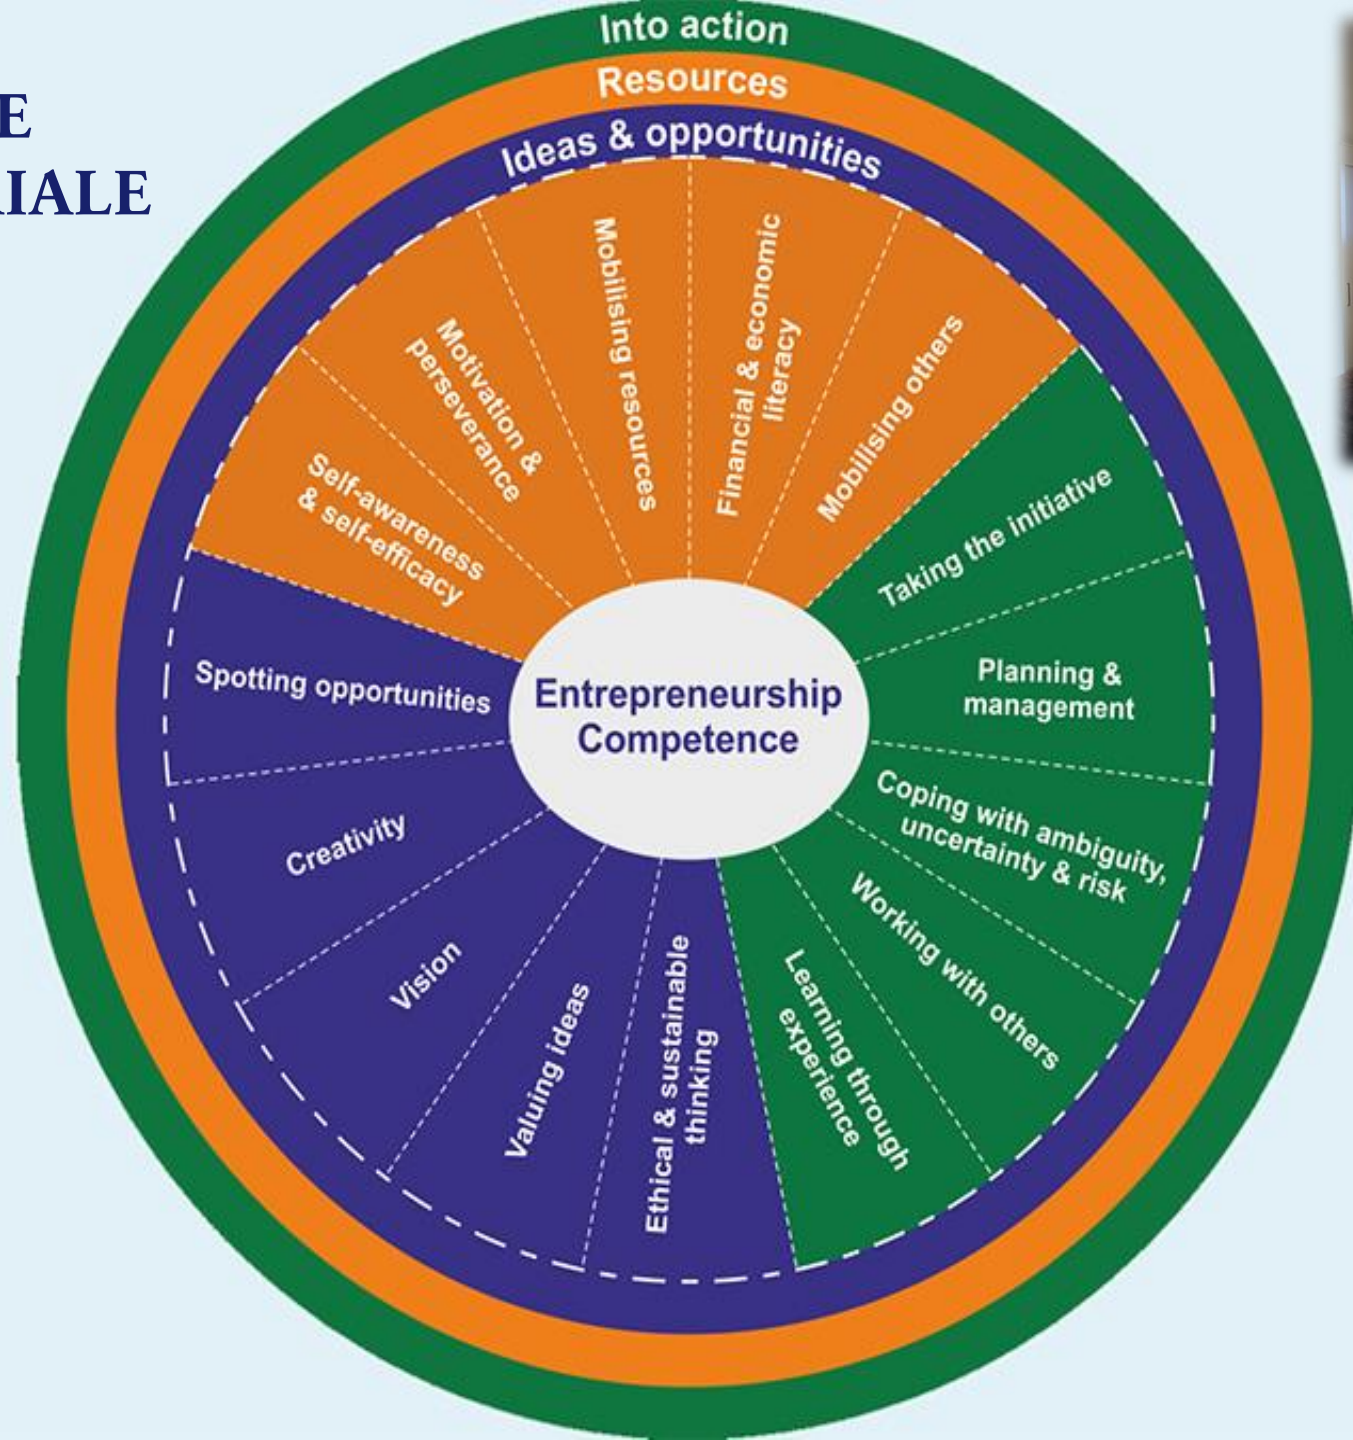 E
RIALE
Into action
Resources
Ideas & opportunities
Mobilising resources
Financial & economic
literacy
Mobilising others
Motivation &
perseverance
Self-awareness
& self-efficacy
Taking the initiative
Planning &
management
Coping with ambiguity,
uncertainty & risk
Working with others
Learning through
experience
Ethical & sustainable
thinking
Valuing ideas
Vision
Creativity
Spotting opportunities
Entrepreneurship
Competence